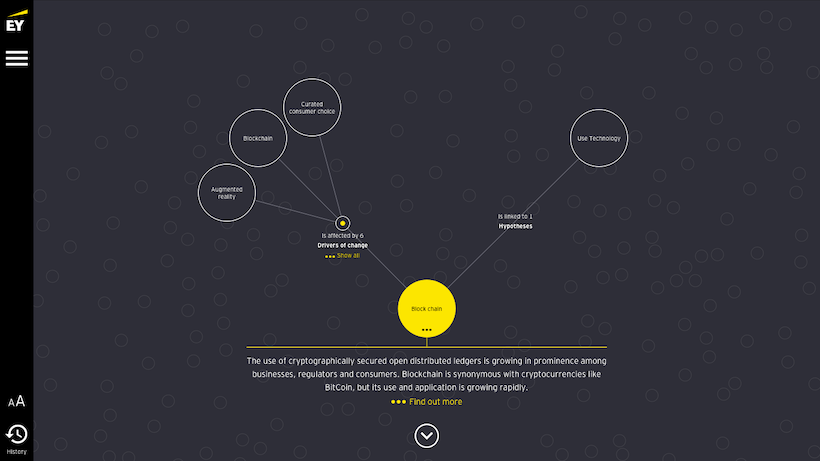 EY
Curated
consumer choice
Blockchain
Use Technology
Augmented
reality
Is linked to 1
Hypotheses
Is affected by 6
Drivers of change
Show all
Block chain
The use of cryptographically secured open distributed ledgers is growing in prominence among
businesses, regulators and consumers. Blockchain is synonymous with cryptocurrencies like
BitCoin, but its use and application is growing rapidly.
Find out more
AA
History